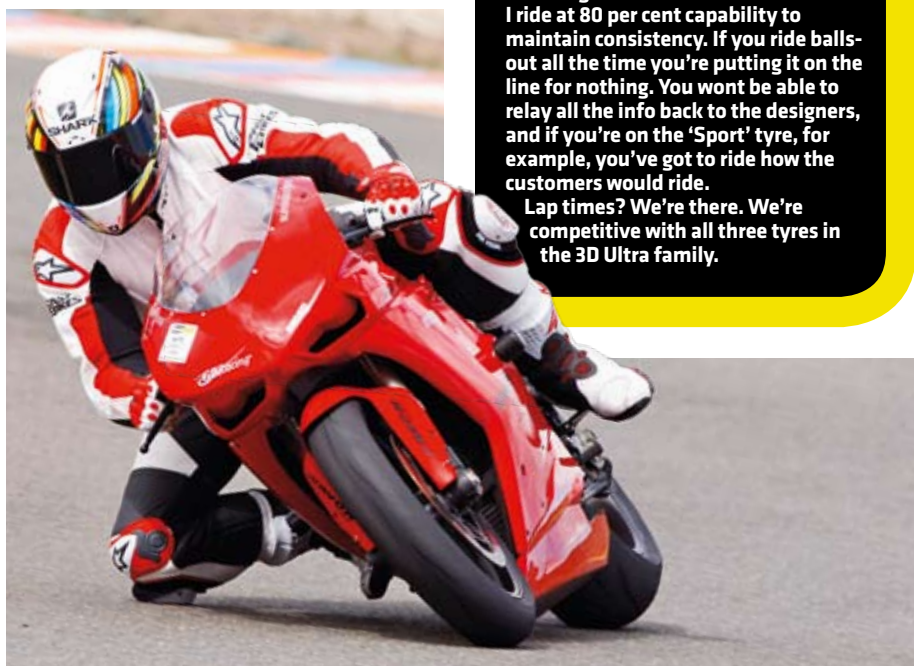 I ride at 80 per cent capability to
maintain consistency. If you ride balls-
out all the time you're putting it on the
line for nothing. You wont be able to
relay all the info back to the designers,
and if you're on the ‘Sport’ tyre, for
example, you've got to ride how the
customers would ride.
Lap times? We're there. We're
competitive with all three tyres in
the 3D Ultra family.
SHARK